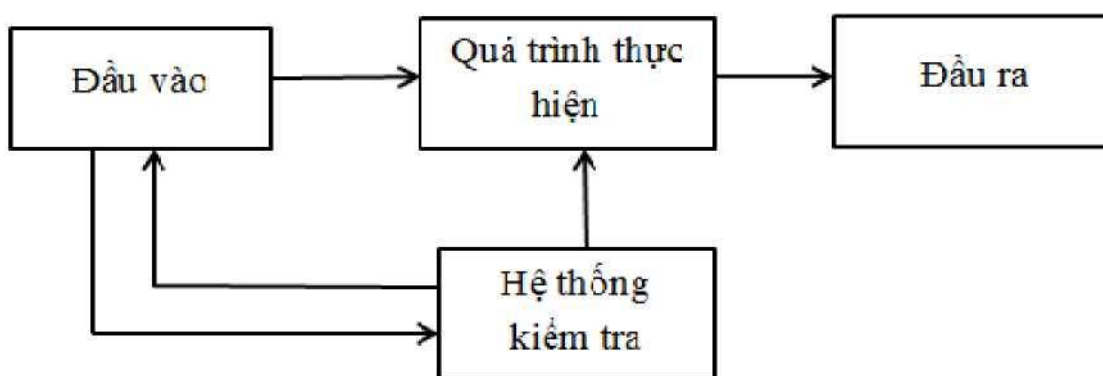 Đầu vào
Quá trình thực
hiện
Đầu ra
Hệ thống
kiểm tra